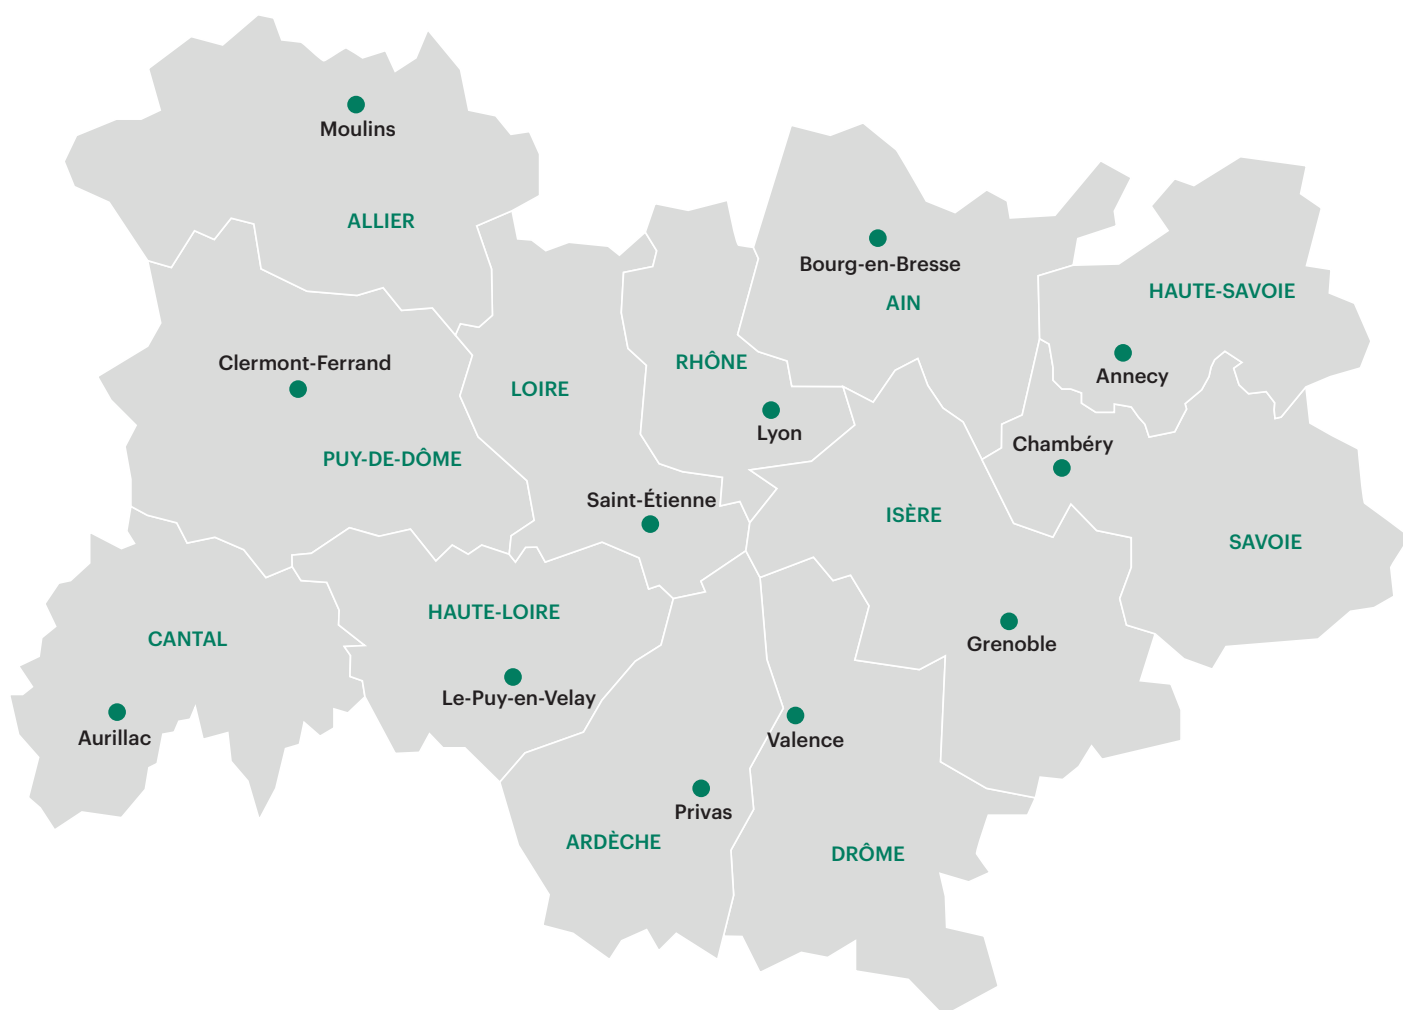 Moulins
ALLIER
Bourg-en-Bresse
AIN
HAUTE-SAVOIE
Clermont-Ferrand
RHÔNE
Annecy
LOIRE
Lyon
Chambéry
PUY-DE-DÔME
Saint-Étienne
ISÈRE
SAVOIE
HAUTE-LOIRE
CANTAL
Grenoble
Le-Puy-en-Velay
Aurillac
Valence
Privas
ARDÈCHE
DRÔME